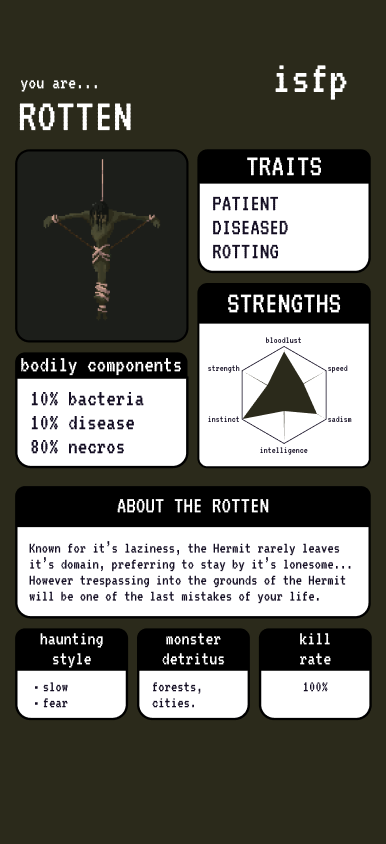 you are...
isfp
ROTTEN
TRAITS
PATIENT
DISEASED
ROTTING
STRENGTHS
bloodlust
strength
speed
instinct
sadism
intelligence
bodily components
10% bacteria
10% disease
80% necros
ABOUT THE ROTTEN
Known for it's laziness, the Hermit rarely leaves
it's domain, preferring to stay by it's lonesome...
However trespassing into the grounds of the Hermit
will be one of the last mistakes of your life.
haunting
style
• slow
• fear
monster
detritus
forests,
cities.
kill
rate
100%